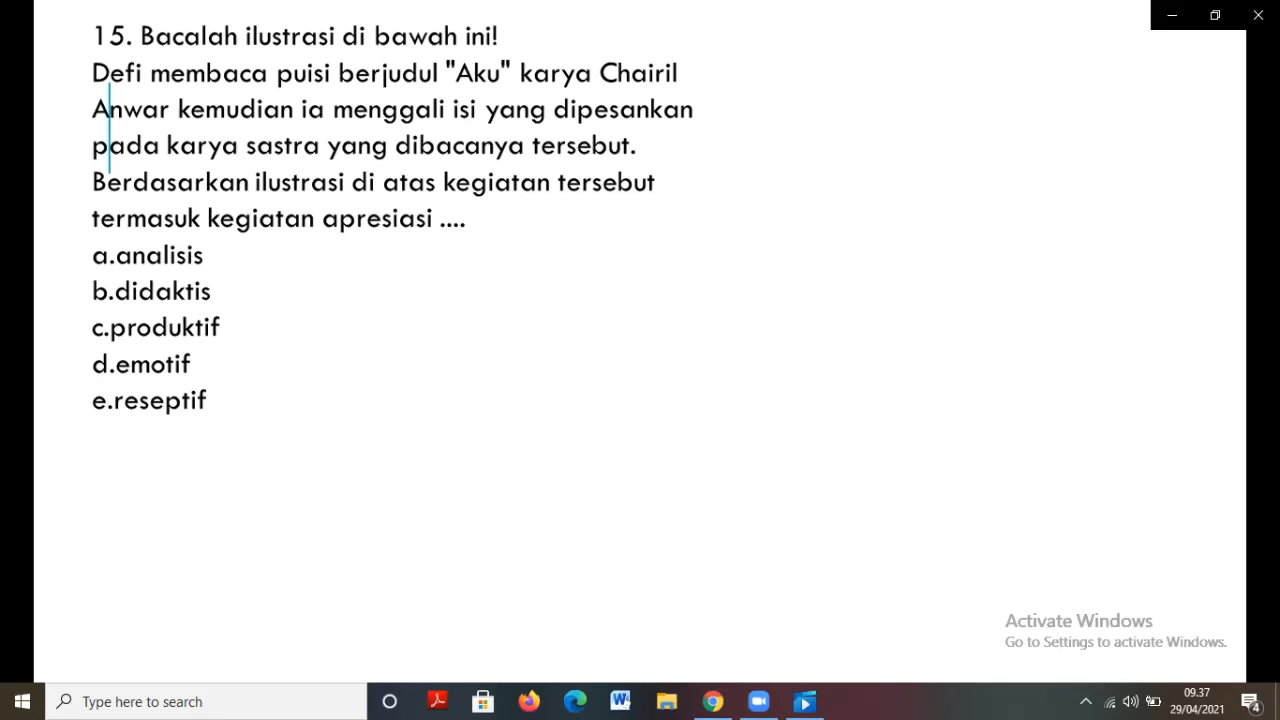 15. Bacalah ilustrasi di bawah ini!
Defi membaca puisi berjudul "Aku" karya Chairil
Anwar kemudian ia menggali isi yang dipesankan
pada karya sastra yang dibacanya tersebut.
Berdasarkan ilustrasi di atas kegiatan tersebut
termasuk kegiatan apresiasi ....
a.analisis
b.didaktis
c.produktif
d.emotif
e.reseptif
Activate Windows
Go to Settings to activate Windows.
Type here to search
09.37
29/04/2021
4